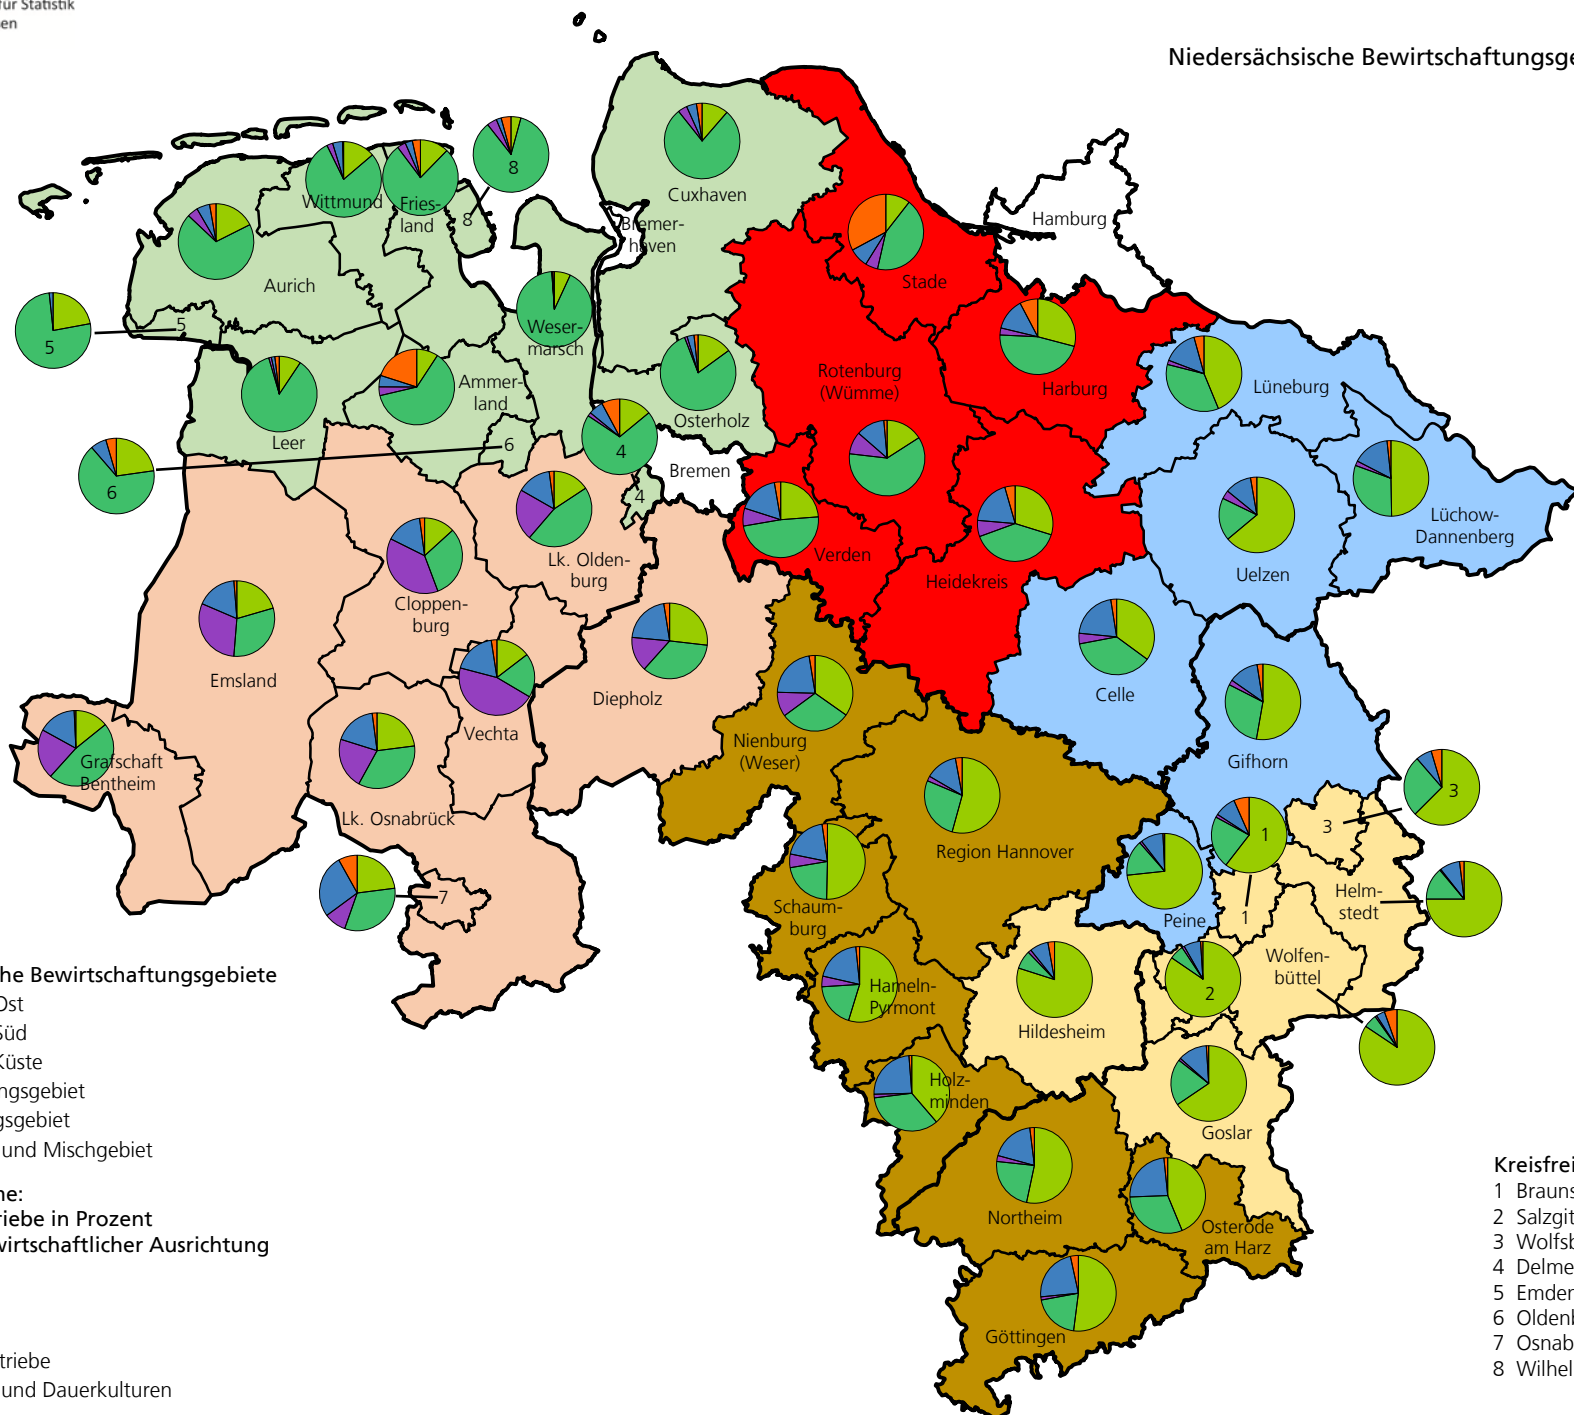 für Statistik
Niedersächsische Bewirtschaftungsge
Hamburg
Cuxhaven
Bremer-
haven
Wittmund
Fries-
land
8
8
Aurich
Stade
5
5
Weser-
marsch
Rotenburg
(Wümme)
Harburg
Lüneburg
Ammer-
land
Leer
Osterholz
6
6
4
4
Bremen
Lüchow-
Dannenberg
Verden
Lk. Olden-
burg
Heidekreis
Uelzen
Cloppen-
burg
Emsland
Diepholz
Celle
Vechta
Nienburg
(Weser)
Gifhorn
Grafschaft
Bentheim
3
3
Lk. Osnabrück
1
1
Region Hannover
7
Schaum-
burg
Helm-
stedt
Peine
Wolfen-
büttel
Hameln-
Pyrmont
2
Hildesheim
Holz-
minden
Goslar
Northeim
Osterode
am Harz
Göttingen
che Bewirtschaftungsgebiete
Ost
Süd
Küste
ngsgebiet
gsgebiet
und Mischgebiet
ne:
riebe in Prozent
wirtschaftlicher Ausrichtung
triebe
und Dauerkulturen
Kreisfrei
1 Brauns
2 Salzgit
3 Wolfsb
4 Delme
5 Emden
6 Oldenb
7 Osnab
8 Wilhel